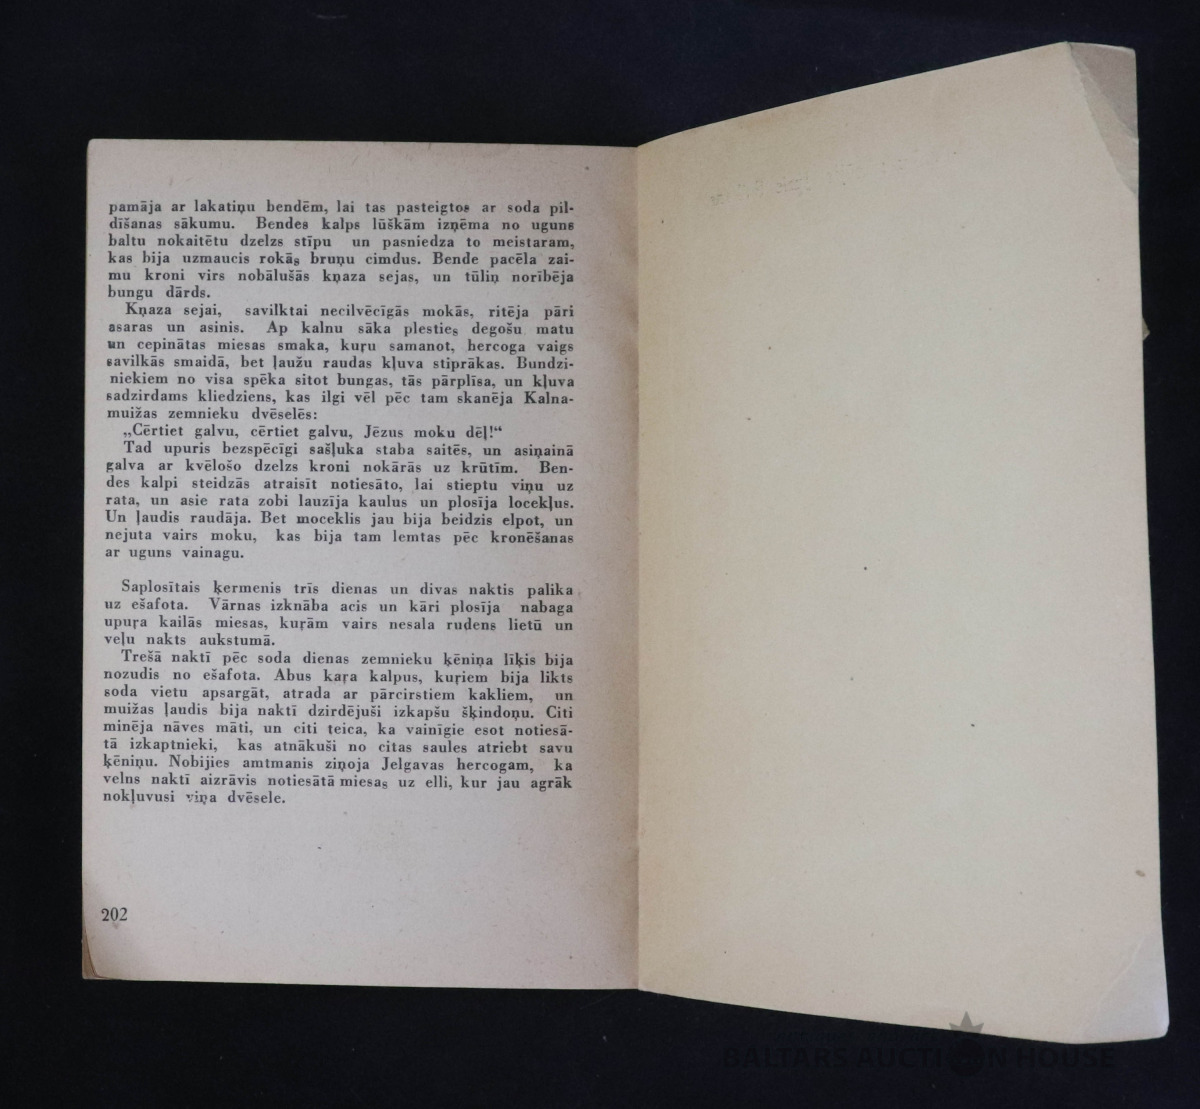 pamāja ar lakatiņu bendēm, lai tas pasteigtos ar soda pil-
dīšanas sākumu. Bendes kalps lūškām izņēma no uguns
baltu nokaitētu dzelzs stīpu un pasniedza to meistaram,
kas bija uzmaucis rokās bruņu cimdus. Bende pacēla zai-
mu kroni virs nobālušās kņaza sejas, un tūliņ noribēja
bungu dārds.
Kņaza sejai, savilktai necilvēcīgās mokās, ritēja pāri
asaras un asinis. Ap kalnu sāka plesties degošu matu
un cepinātas miesas smaka, kuŗu samanot, hercoga vaigs
savilkās smaidā, bet ļaužu raudas kļuva stiprākas. Bundzi-
niekiem no visa spēka sitot bungas, tās pārplīsa, un kļuva
sadzirdams kliedziens, kas ilgi vēl pēc tam skanēja Kalna-
muižas zemnieku dvēselēs:
„Cērtiet galvu, cērtiet galvu, Jēzus moku dēļ!“
Tad upuris bezspēcīgi sašļuka staba saitēs, un asiņainā
galva ar kvēlošo dzelzs kroni nokārās uz krūtīm. Ben-
des kalpi steidzās atraisīt notiesāto, lai stieptu viņu uz
rata, un asie rata zobi lauzīja kaulus un plosīja locekļus.
Un ļaudis raudāja. Bet moceklis jau bija beidzis elpot, un
nejuta vairs moku, kas bija tam lemtas pēc kronēšanas
ar uguns vainagu.
Saplosītais ķermenis trīs dienas un divas naktis palika
uz ešafota. Vārnas izknāba acis un kāri plosīja nabaga
upuŗa kailās miesas, kuŗām vairs nesala rudens lietū un
veļu nakts aukstumā.
Trešā naktī pēc soda dienas zemnieku ķēniņa līķis bija
nozudis no ešafota. Abus kaŗa kalpus, kuŗiem bija likts
soda vietu apsargāt, atrada ar pārcirstiem kakliem, un
muižas ļaudis bija naktī dzirdējuši izkapšu šķindoņu. Citi
minēja nāves māti, un citi teica, ka vainīgie esot notiesā-
tā izkaptnieki, kas atnākuši no citas saules atriebt savu
ķēniņu. Nobijies amtmanis ziņoja Jelgavas hercogam, ka
velns naktī aizrāvis notiesātā miesas uz elli, kur jau agrāk
nokļuvusi viņa dvēsele.
202
BALTARS AUCTION HOUSE